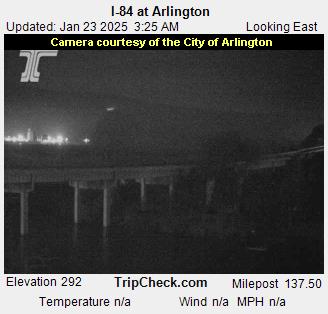 I-84 at Arlington
Updated: Jan 23 2025 3:25 AM Looking East
Camera courtesy of the City of Arlington
Elevation 292 TripCheck.com Milepost 137.50
Temperature n/a Wind n/a MPH n/a